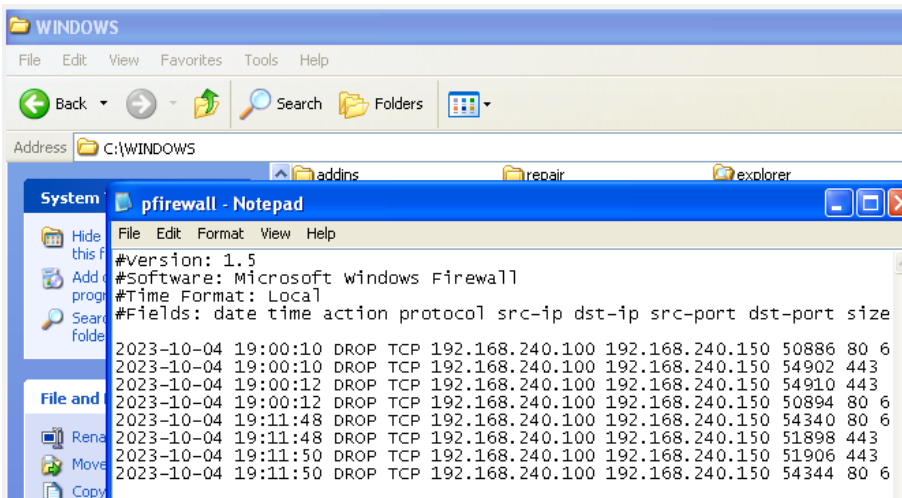 WINDOWS
File Edit View Favorites Tools Help
Back Search Folders
Address C:\WINDOWS
addins repair explorer
System
pfirewall - Notepad
File Edit Format View Help
Hide
this f
Add
progr
Searc
folde
File and
Rena
Move
Copy
#Version: 1.5
#Software: Microsoft Windows Firewall
#Time Format: Local
#Fields: date time action protocol src-ip dst-ip src-port dst-port size
2023-10-04 19:00:10 DROP TCP 192.168.240.100 192.168.240.150 50886 80 6
2023-10-04 19:00:10 DROP TCP 192.168.240.100 192.168.240.150 54902 443
2023-10-04 19:00:12 DROP TCP 192.168.240.100 192.168.240.150 54910 443
2023-10-04 19:00:12 DROP TCP 192.168.240.100 192.168.240.150 50894 80 6
2023-10-04 19:11:48 DROP TCP 192.168.240.100 192.168.240.150 54340 80 6
2023-10-04 19:11:48 DROP TCP 192.168.240.100 192.168.240.150 51898 443
2023-10-04 19:11:50 DROP TCP 192.168.240.100 192.168.240.150 51906 443
2023-10-04 19:11:50 DROP TCP 192.168.240.100 192.168.240.150 54344 80 6